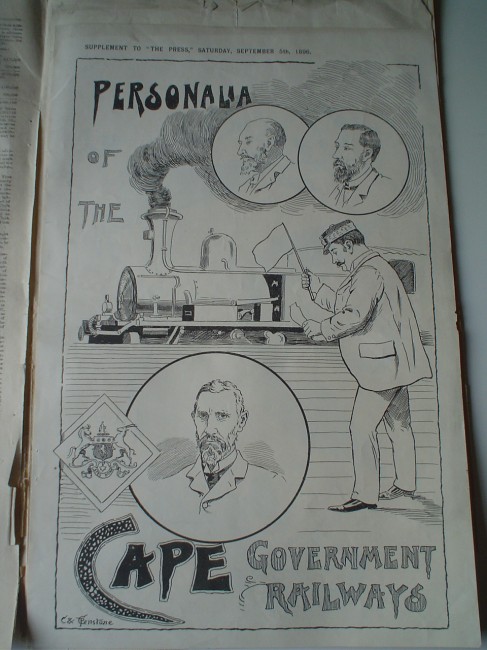 SUPPLEMENT TO "THE PRESS," SATURDAY, SEPTEMBER 5th, 1896.
PERSONALIA
OF
THE
CAPE GOVERNMENT
RAILWAYS